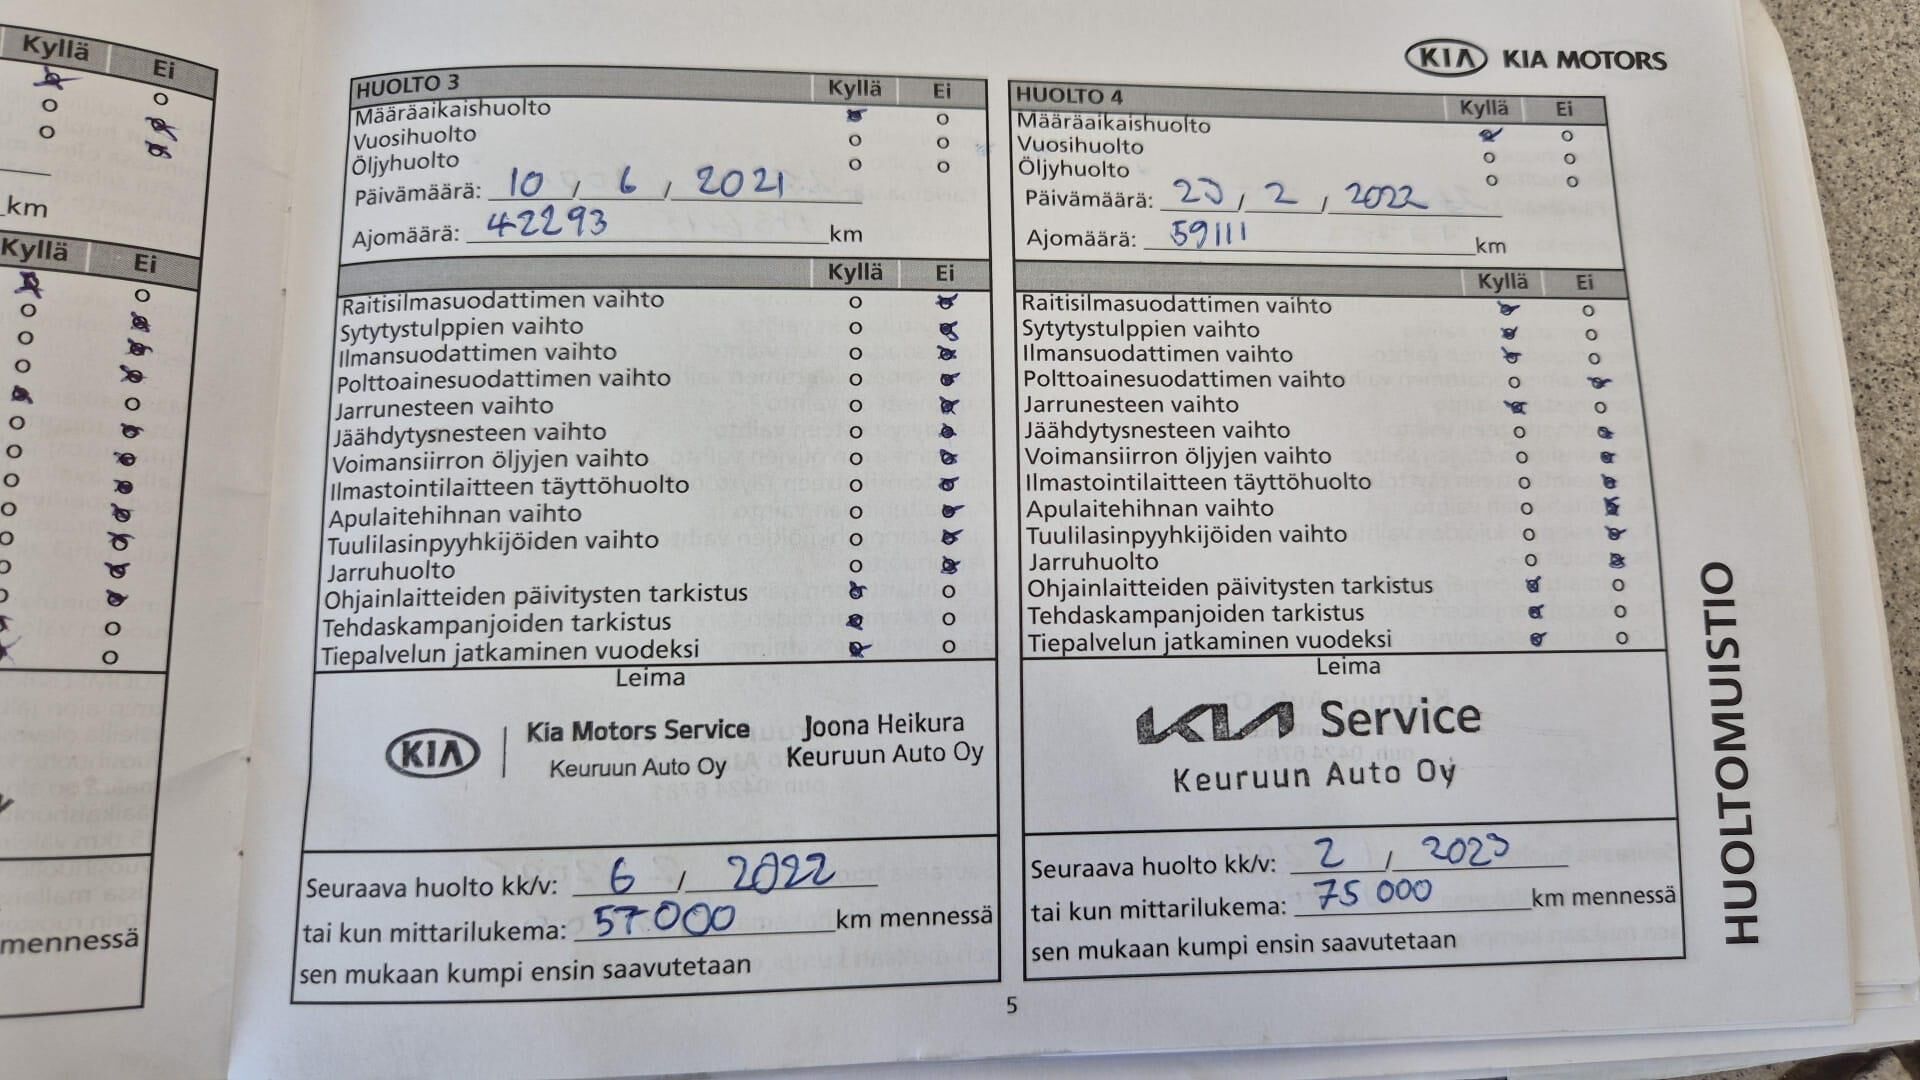 Kyllä Ei
km
Kyllä Ei
mennessä
KIA KIA MOTORS
HUOLTO 3 Kyllä Ei
Määräaikaishuolto
Vuosihuolto
Öljyhuolto
Päivämäärä: 10 / 6 / 2021
Ajomäärä: 42293 km
Kyllä Ei
Raitisilmasuodattimen vaihto
Sytytystulppien vaihto
Ilmansuodattimen vaihto
Polttoainesuodattimen vaihto
Jarrunesteen vaihto
Jäähdytysnesteen vaihto
Voimansiirron öljyjen vaihto
Ilmastointilaitteen täyttöhuolto
Apulaitehihnan vaihto
Tuulilasinpyyhkijöiden vaihto
Jarruhuolto
Ohjainlaitteiden päivitysten tarkistus
Tehdaskampanjoiden tarkistus
Tiepalvelun jatkaminen vuodeksi
Leima
KIA Kia Motors Service Joona Heikura
Keuruun Auto Oy Keuruun Auto Oy
Seuraava huolto kk/v: 6 / 2022
tai kun mittarilukema: 57000 km mennessä
sen mukaan kumpi ensin saavutetaan
HUOLTO 4 Kyllä Ei
Määräaikaishuolto
Vuosihuolto
Öljyhuolto
Päivämäärä: 23 / 2 / 2022
Ajomäärä: 59111 km
Kyllä Ei
Raitisilmasuodattimen vaihto
Sytytystulppien vaihto
Ilmansuodattimen vaihto
Polttoainesuodattimen vaihto
Jarrunesteen vaihto
Jäähdytysnesteen vaihto
Voimansiirron öljyjen vaihto
Ilmastointilaitteen täyttöhuolto
Apulaitehihnan vaihto
Tuulilasinpyyhkijöiden vaihto
Jarruhuolto
Ohjainlaitteiden päivitysten tarkistus
Tehdaskampanjoiden tarkistus
Tiepalvelun jatkaminen vuodeksi
Leima
KIA Service
Keuruun Auto Oy
Seuraava huolto kk/v: 2 / 2023
tai kun mittarilukema: 75 000 km mennessä
sen mukaan kumpi ensin saavutetaan
5
HUOLTOMUISTIO